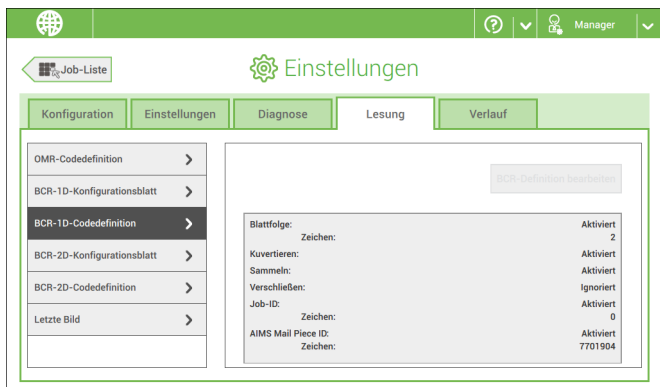 Manager
Job-Liste
Einstellungen
Konfiguration
Einstellungen
Diagnose
Lesung
Verlauf
OMR-Codedefinition
BCR-1D-Konfigurationsblatt
BCR-1D-Codedefinition
BCR-2D-Konfigurationsblatt
BCR-2D-Codedefinition
Letzte Bild
BCR-Definition bearbeiten
Blattfolge: Aktiviert
Zeichen: 2
Kuvertieren: Aktiviert
Sammeln: Aktiviert
Verschließen: Ignoriert
Job-ID: Aktiviert
Zeichen: 0
AIMS Mail Piece ID: Aktiviert
Zeichen: 7701904